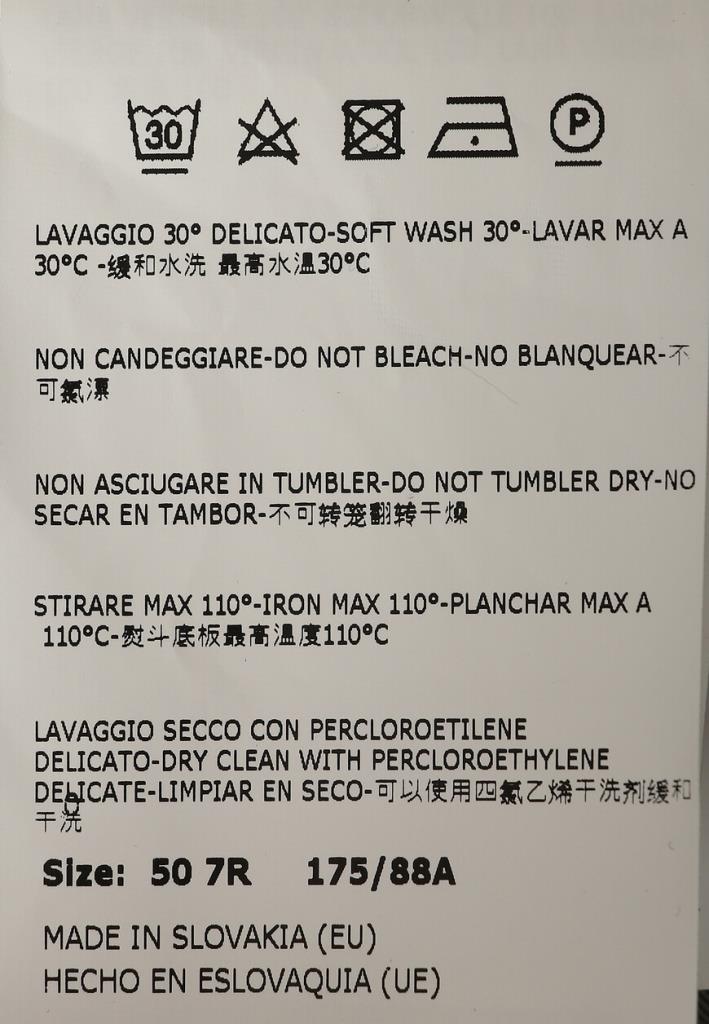 30 P
LAVAGGIO 30° DELICATO-SOFT WASH 30°-LAVAR MAX A
30°C -缓和水洗 最高水温30°C
NON CANDEGGIARE-DO NOT BLEACH-NO BLANQUEAR-不
可氯漂
NON ASCIUGARE IN TUMBLER-DO NOT TUMBLER DRY-NO
SECAR EN TAMBOR-不可转笼翻转干燥
STIRARE MAX 110°-IRON MAX 110°-PLANCHAR MAX A
110°C-熨斗底板最高温度110°C
LAVAGGIO SECCO CON PERCLOROETILENE
DELICATO-DRY CLEAN WITH PERCLOROETHYLENE
DELICATE-LIMPIAR EN SECO-可以使用四氯乙烯干洗剂缓和
干洗
Size: 50 7R 175/88A
MADE IN SLOVAKIA (EU)
HECHO EN ESLOVAQUIA (UE)